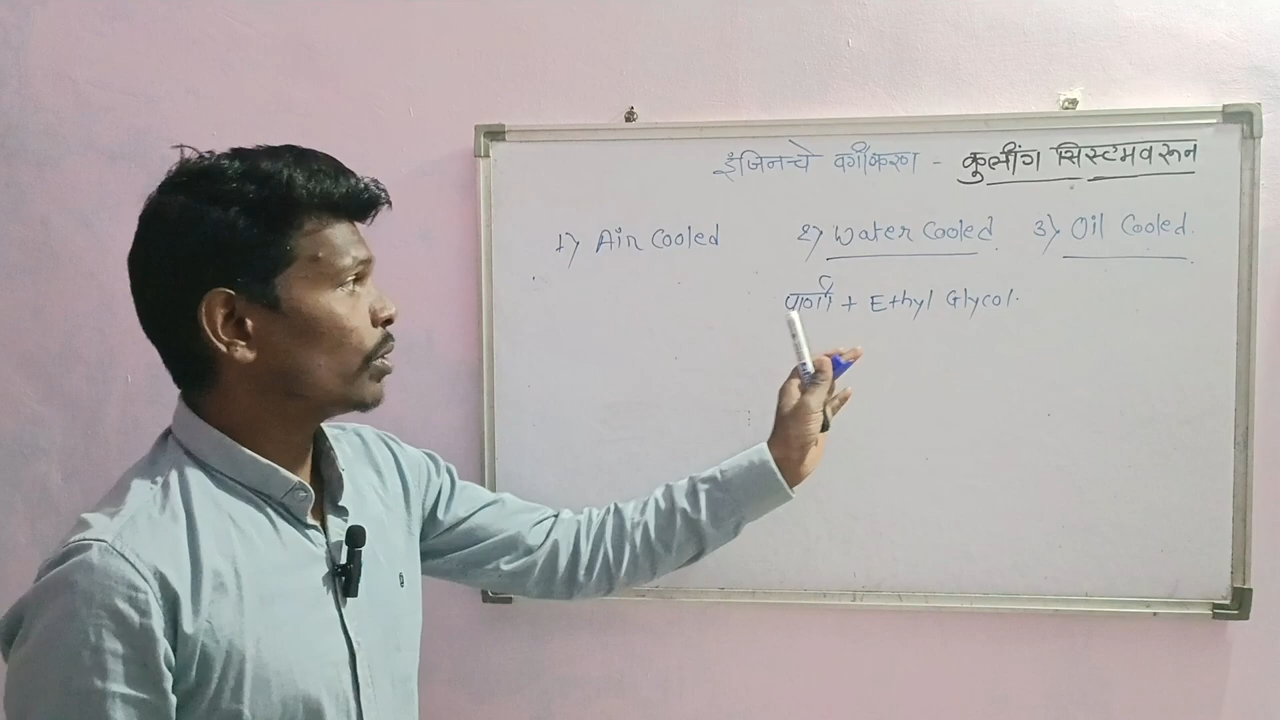 इंजिनचे वर्गीकरण - कुलींग सिस्टमवरून
1) Air Cooled 2) Water Cooled. 3) Oil Cooled.
पाणी + Ethyl Glycol.